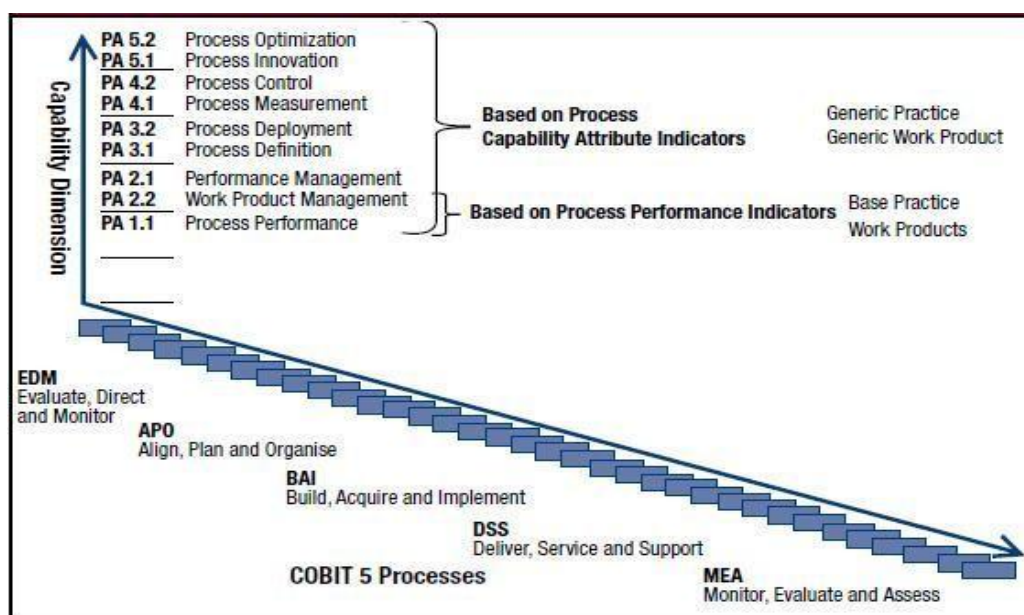 Capability Dimension
PA 5.2 Process Optimization
PA 5.1 Process Innovation
PA 4.2 Process Control
PA 4.1 Process Measurement
PA 3.2 Process Deployment
PA 3.1 Process Definition
PA 2.1 Performance Management
PA 2.2 Work Product Management
PA 1.1 Process Performance
Based on Process
Capability Attribute Indicators
Generic Practice
Generic Work Product
Based on Process Performance Indicators
Base Practice
Work Products
EDM
Evaluate, Direct
and Monitor
APO
Align, Plan and Organise
BAI
Build, Acquire and Implement
DSS
Deliver, Service and Support
MEA
Monitor, Evaluate and Assess
COBIT 5 Processes